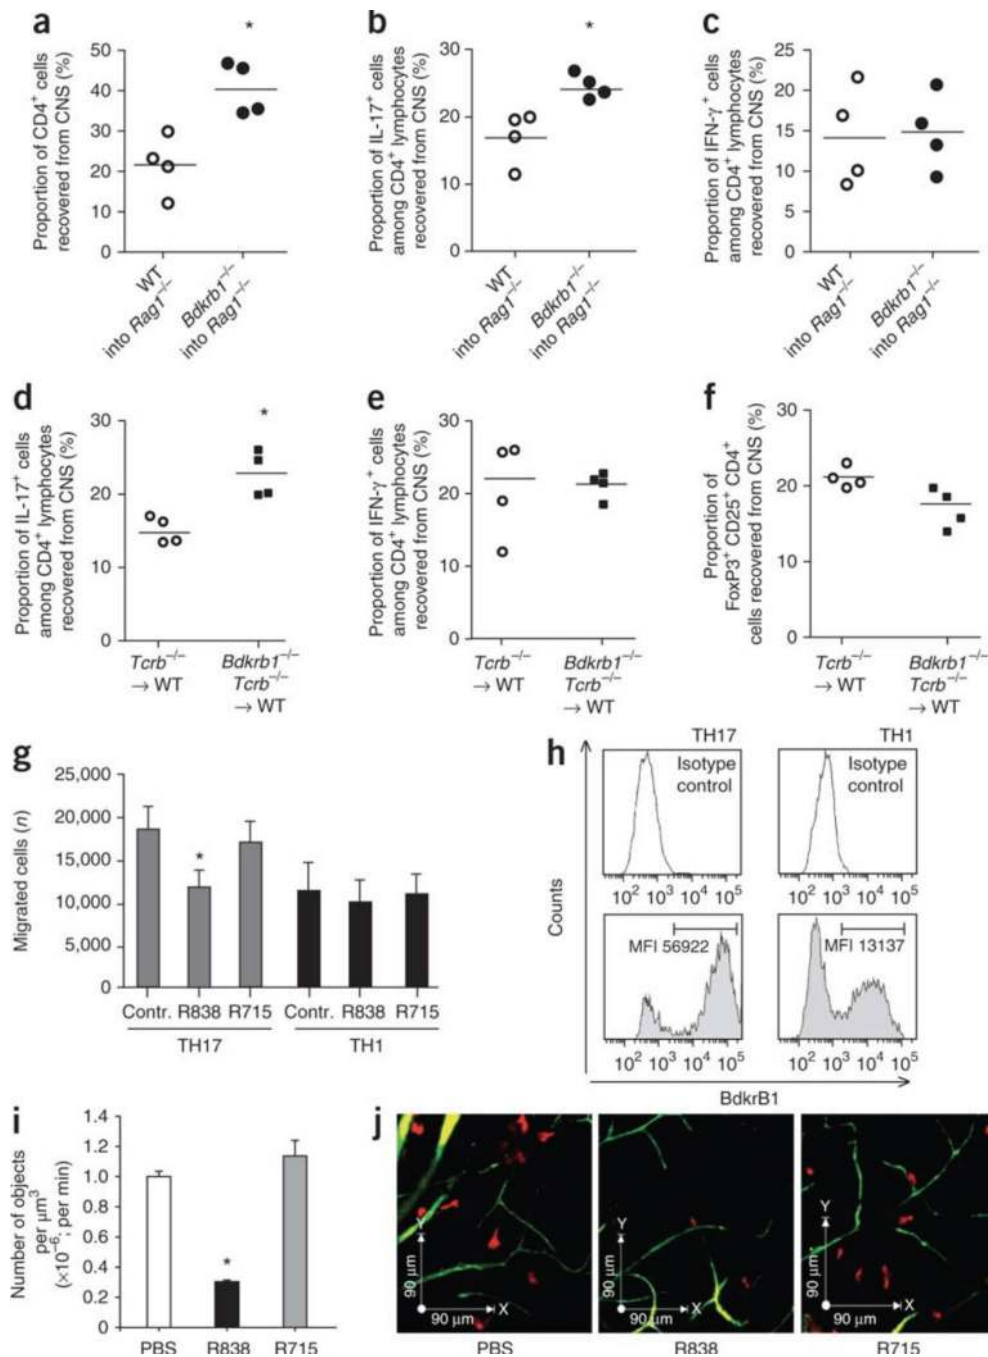 a
*
Proportion of CD4⁺ cells
recovered from CNS (%)
50
40
30
20
10
0
WT
into Rag1⁻/⁻
Bdkrb1⁻/⁻
into Rag1⁻/⁻
b
*
Proportion of IL-17⁺ cells
among CD4⁺ lymphocytes
recovered from CNS (%)
30
20
10
0
WT
into Rag1⁻/⁻
Bdkrb1⁻/⁻
into Rag1⁻/⁻
c
Proportion of IFN-γ⁺ cells
among CD4⁺ lymphocytes
recovered from CNS (%)
25
20
15
10
5
0
WT
into Rag1⁻/⁻
Bdkrb1⁻/⁻
into Rag1⁻/⁻
d
*
Proportion of IL-17⁺ cells
among CD4⁺ lymphocytes
recovered from CNS (%)
30
20
10
0
Tcrb⁻/⁻
→ WT
Bdkrb1⁻/⁻
Tcrb⁻/⁻
→ WT
e
Proportion of IFN-γ⁺ cells
among CD4⁺ lymphocytes
recovered from CNS (%)
30
20
10
0
Tcrb⁻/⁻
→ WT
Bdkrb1⁻/⁻
Tcrb⁻/⁻
→ WT
f
Proportion of
FoxP3⁺ CD25⁺ CD4⁺
cells recovered from CNS (%)
30
20
10
0
Tcrb⁻/⁻
→ WT
Bdkrb1⁻/⁻
Tcrb⁻/⁻
→ WT
g
Migrated cells (n)
25,000
20,000
15,000
10,000
5,000
0
*
Contr. R838 R715 Contr. R838 R715
TH17 TH1
h
Counts
TH17
Isotype
control
10² 10³ 10⁴ 10⁵
TH1
Isotype
control
10² 10³ 10⁴ 10⁵
MFI 56922
10² 10³ 10⁴ 10⁵
MFI 13137
10² 10³ 10⁴ 10⁵
BdkrB1
i
Number of objects
per μm³
(×10⁻⁶; per min)
1.4
1.2
1.0
0.8
0.6
0.4
0.2
0
*
PBS R838 R715
j
Y
90 μm
X
90 μm
PBS
Y
90 μm
X
90 μm
R838
Y
90 μm
X
90 μm
R715